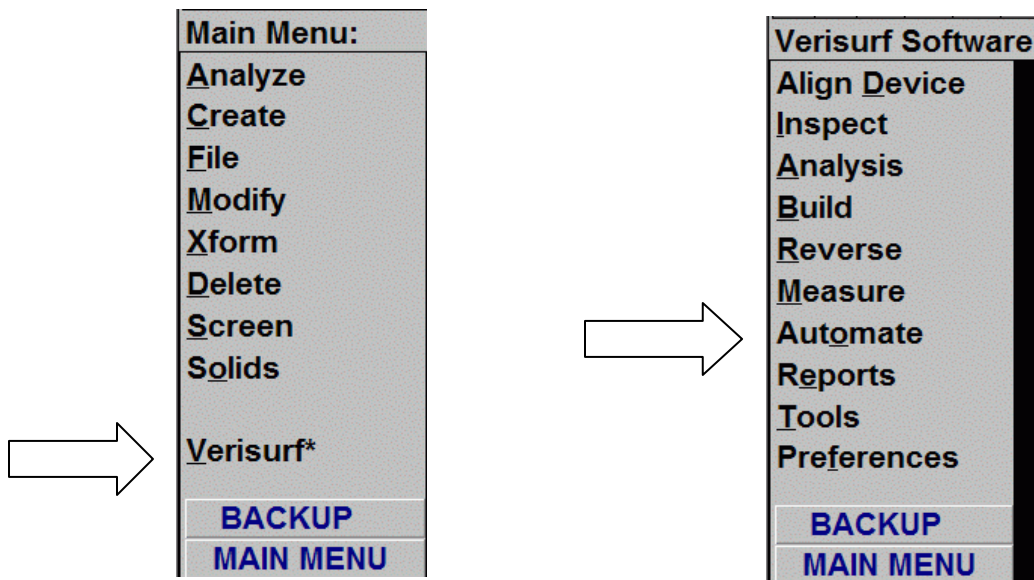 Main Menu:
Analyze
Create
File
Modify
Xform
Delete
Screen
Solids
Verisurf*
BACKUP
MAIN MENU
Verisurf Software
Align Device
Inspect
Analysis
Build
Reverse
Measure
Automate
Reports
Tools
Preferences
BACKUP
MAIN MENU